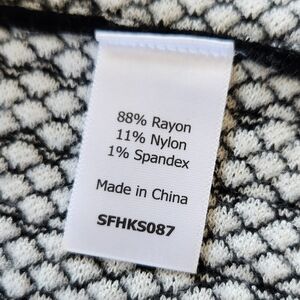 88% Rayon
11% Nylon
1% Spandex
Made in China
SFHKS087